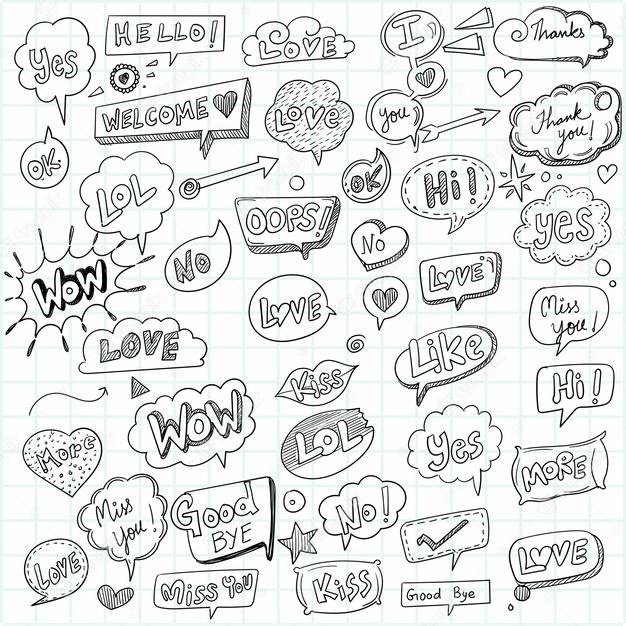 Yes
HELLO!
LOVE
I
Thanks
WELCOME
LOVE
you
Thank
you!
OK
LOL
OK
Hi!
OOPS!
NO
yes
NO
WOW
LOVE
LOVE
Miss
you!
LOVE
Like
Kiss
Hi!
WOW
More
LOL
Yes
MORE
Miss
you!
Good
BYE
No!
LOVE
LOVE
Miss You
Kiss
Good Bye